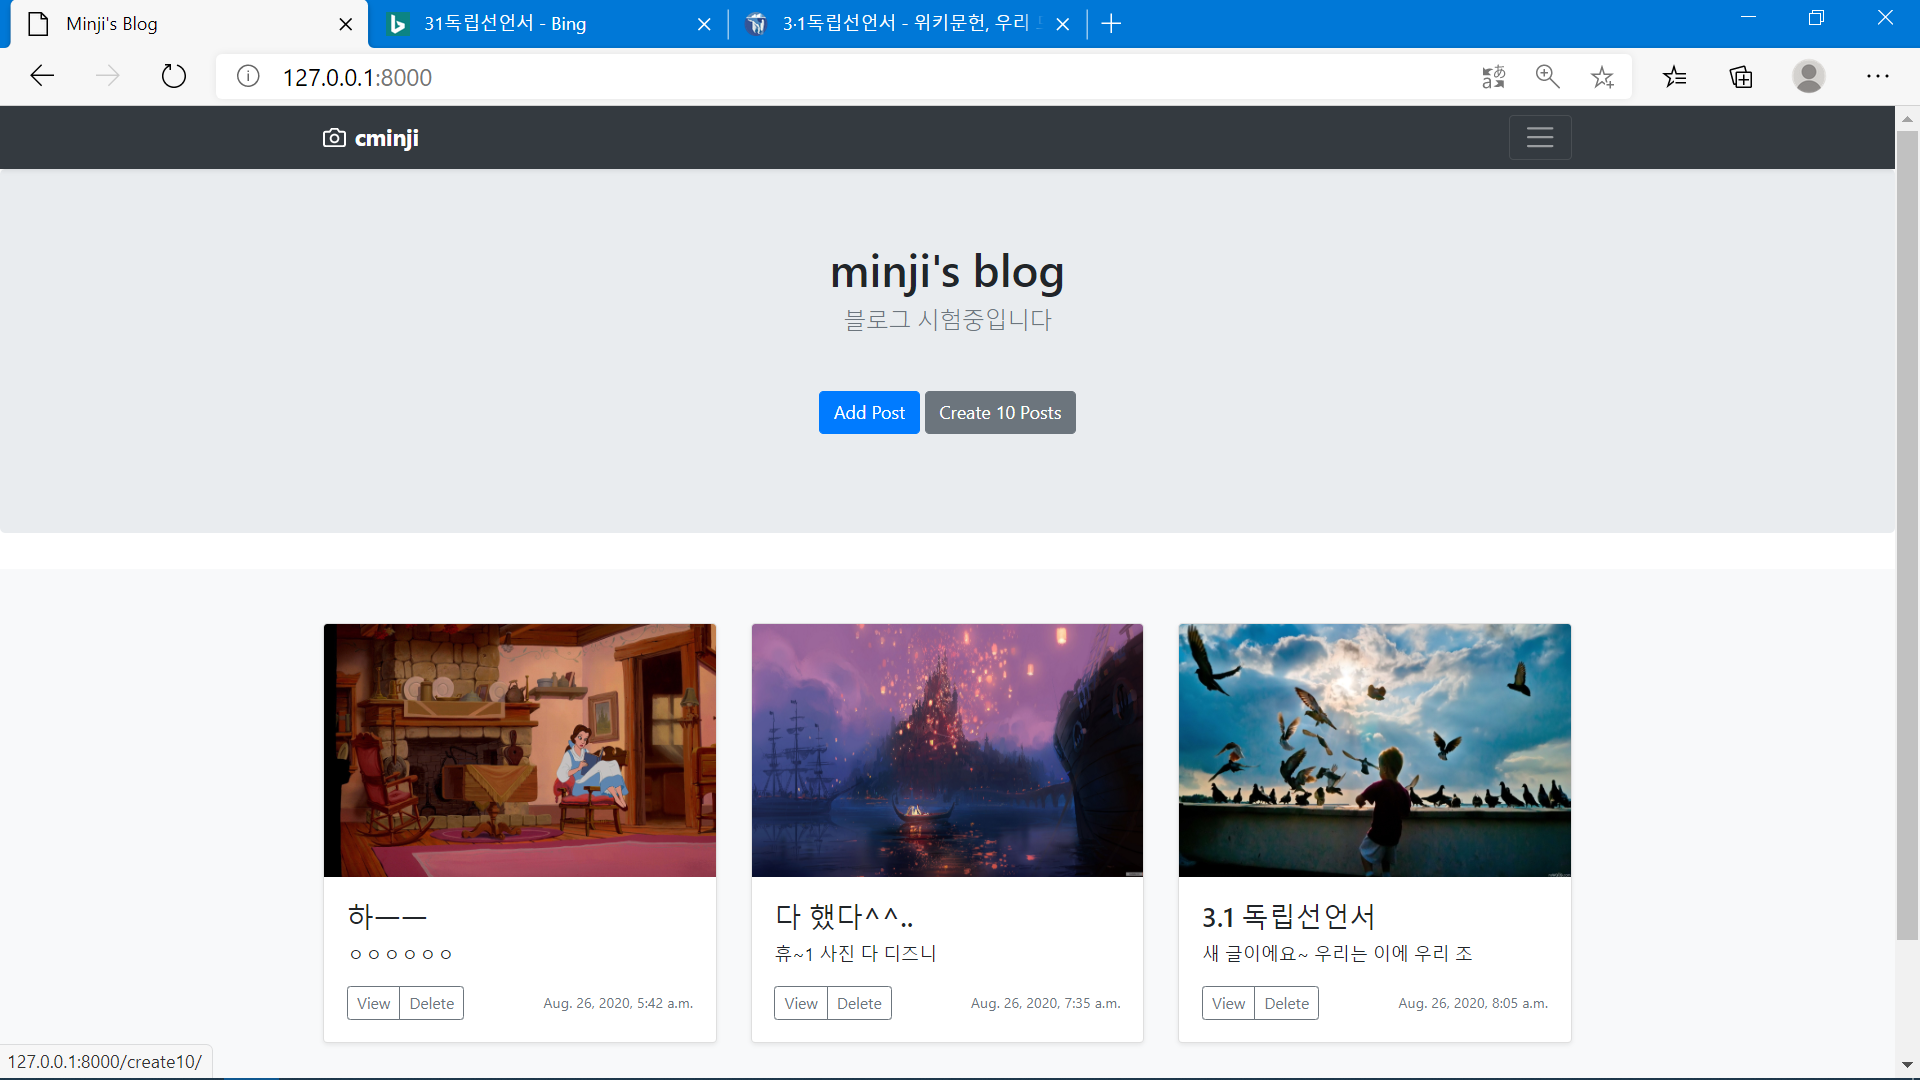 Minji's Blog
31독립선언서 - Bing
3·1독립선언서 - 위키문헌, 우리
127.0.0.1:8000
cminji
minji's blog
블로그 시험중입니다
Add Post
Create 10 Posts
하ㅡㅡ
ㅇㅇㅇㅇㅇㅇ
View
Delete
Aug. 26, 2020, 5:42 a.m.
다 했다^^..
휴~1 사진 다 디즈니
View
Delete
Aug. 26, 2020, 7:35 a.m.
3.1 독립선언서
새 글이에요~ 우리는 이에 우리 조
View
Delete
Aug. 26, 2020, 8:05 a.m.
127.0.0.1:8000/create10/